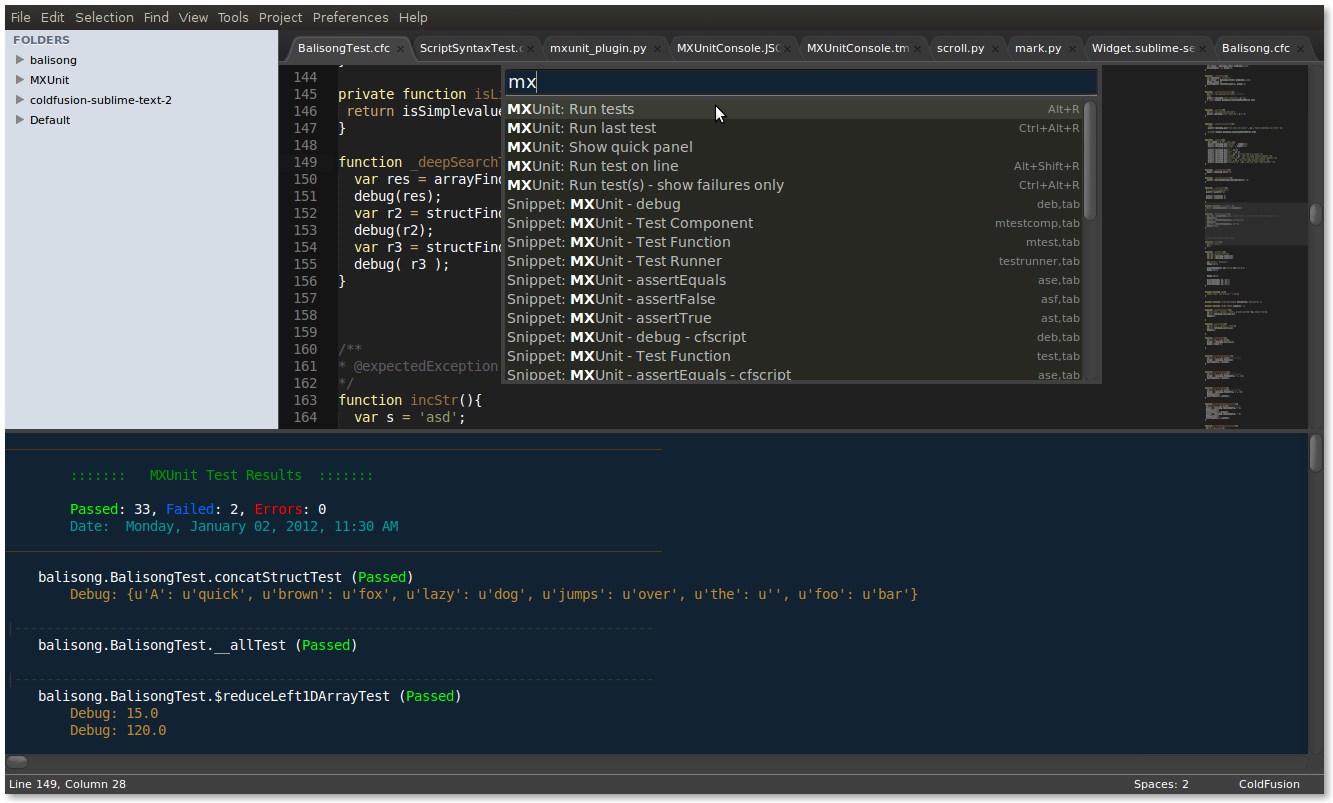 File Edit Selection Find View Tools Project Preferences Help
FOLDERS
balisong
MXUnit
coldfusion-sublime-text-2
Default
BalisongTest.cfc × ScriptSyntaxTest.c × mxunit_plugin.py × MXUnitConsole.JSO × MXUnitConsole.tm × scroll.py × mark.py × Widget.sublime-se × Balisong.cfc ×
mx
MXUnit: Run tests Alt+R
MXUnit: Run last test Ctrl+Alt+R
MXUnit: Show quick panel
MXUnit: Run test on line Alt+Shift+R
MXUnit: Run test(s) - show failures only Ctrl+Alt+R
Snippet: MXUnit - debug deb,tab
Snippet: MXUnit - Test Component mtestcomp,tab
Snippet: MXUnit - Test Function mtest,tab
Snippet: MXUnit - Test Runner testrunner,tab
Snippet: MXUnit - assertEquals ase,tab
Snippet: MXUnit - assertFalse asf,tab
Snippet: MXUnit - assertTrue ast,tab
Snippet: MXUnit - debug - cfscript deb,tab
Snippet: MXUnit - Test Function test,tab
Snippet: MXUnit - assertEquals - cfscript ase,tab
144
145 private function isLi
146 return isSimplevalue
147 }
148
149 function _deepSearchT
150 var res = arrayFind
151 debug(res);
152 var r2 = structFind
153 debug(r2);
154 var r3 = structFind
155 debug( r3 );
156 }
157
158
159
160 /**
161 * @expectedException
162 */
163 function incStr(){
164 var s = 'asd';
::::::: MXUnit Test Results :::::::
Passed: 33, Failed: 2, Errors: 0
Date: Monday, January 02, 2012, 11:30 AM
balisong.BalisongTest.concatStructTest (Passed)
Debug: {u'A': u'quick', u'brown': u'fox', u'lazy': u'dog', u'jumps': u'over', u'the': u'', u'foo': u'bar'}
balisong.BalisongTest.__allTest (Passed)
balisong.BalisongTest.$reduceLeft1DArrayTest (Passed)
Debug: 15.0
Debug: 120.0
Line 149, Column 28 Spaces: 2 ColdFusion